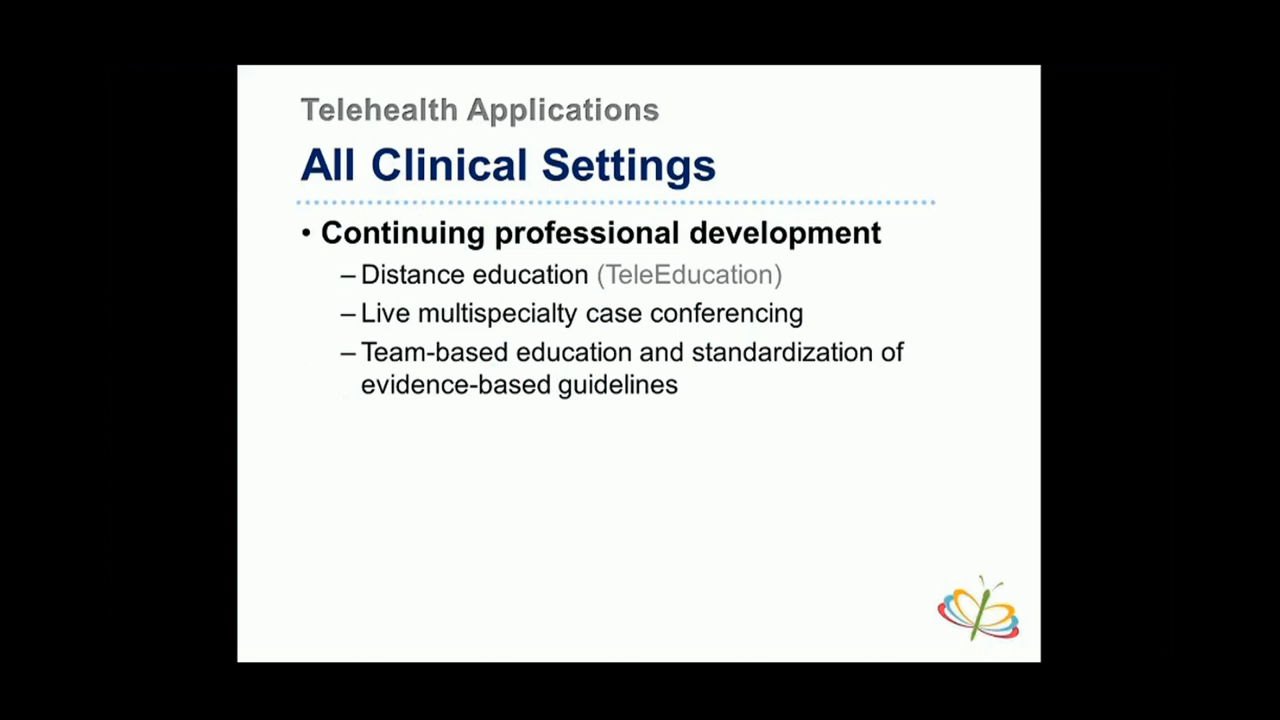 Telehealth Applications
All Clinical Settings
• Continuing professional development
– Distance education (TeleEducation)
– Live multispecialty case conferencing
– Team-based education and standardization of
evidence-based guidelines